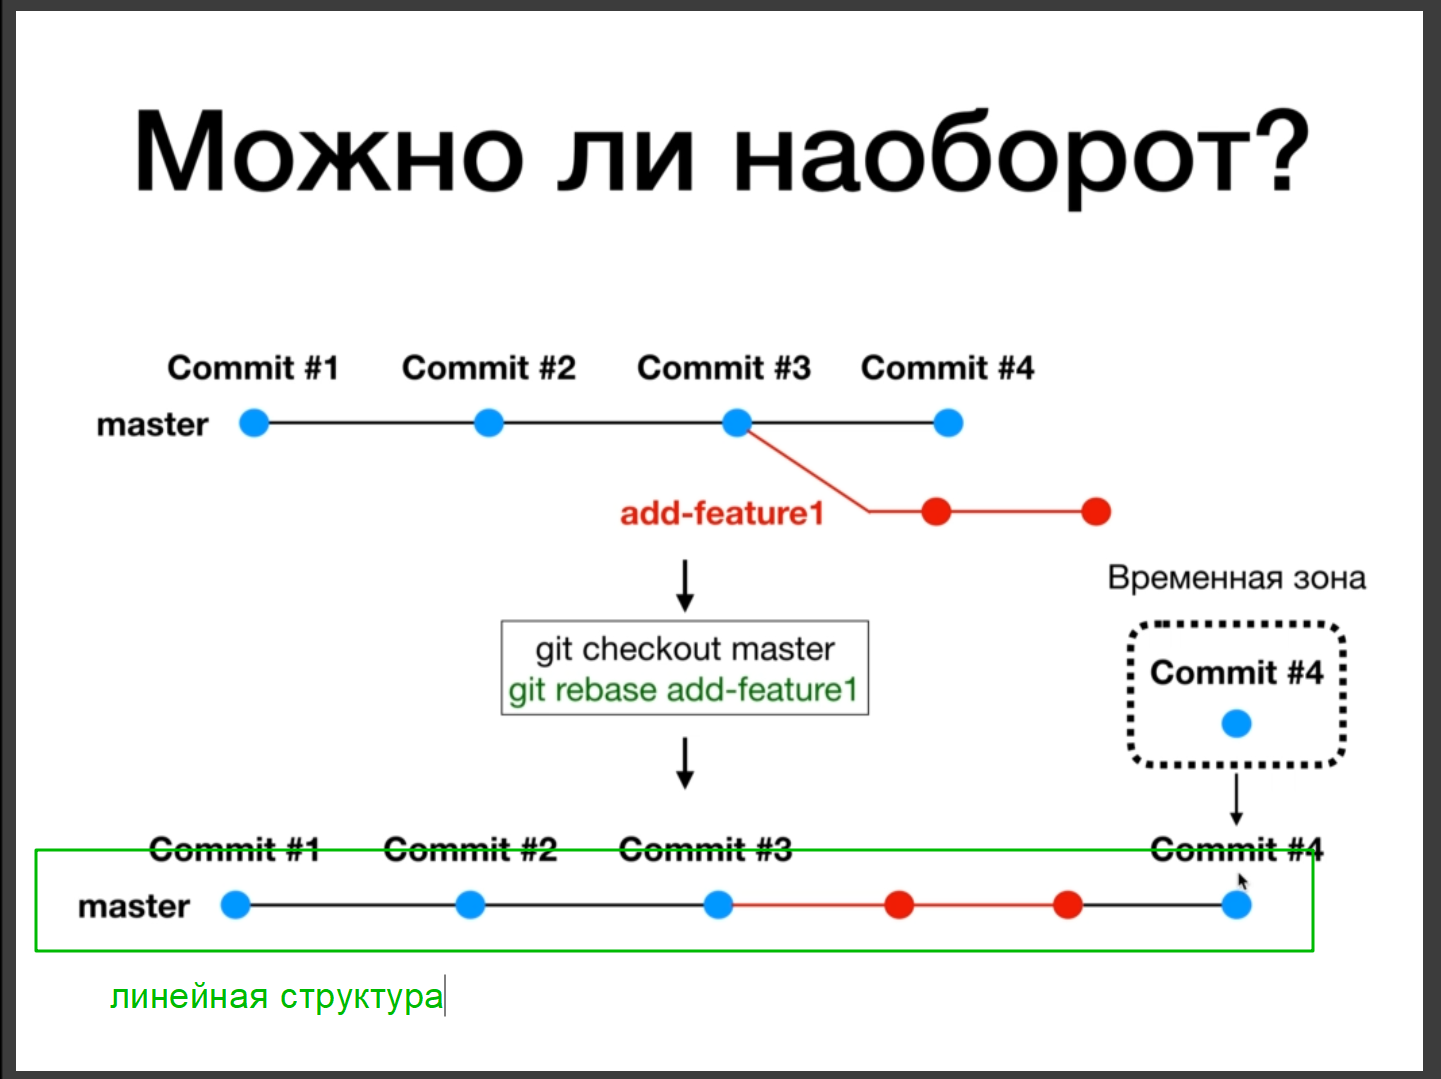 Можно ли наоборот?
Commit #1 Commit #2 Commit #3 Commit #4
master
add-feature1
Временная зона
git checkout master
git rebase add-feature1
Commit #4
Commit #1 Commit #2 Commit #3 Commit #4
master
линейная структура